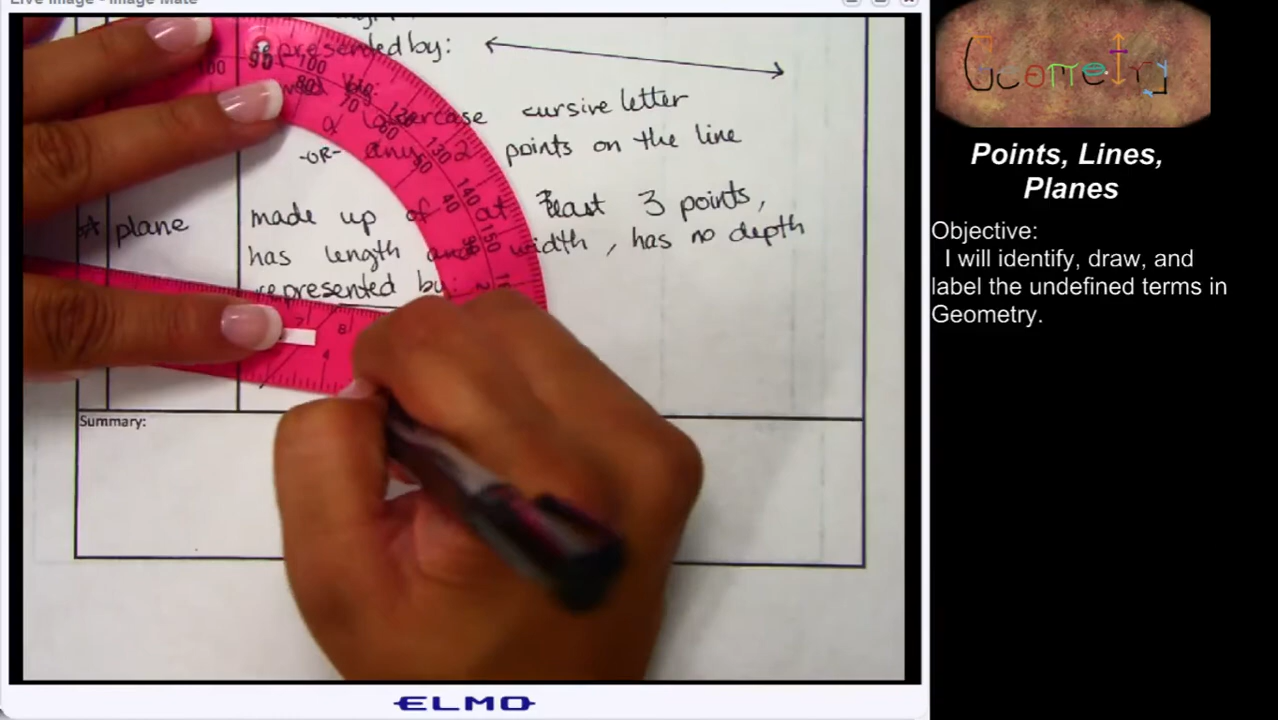 Live Image - Image Mate
represented by:
Geometry
a lowercase cursive letter
-OR- any 2 points on the line
Points, Lines,
Planes
plane
made up of at least 3 points,
has length and width, has no depth
represented by:
Objective:
I will identify, draw, and
label the undefined terms in
Geometry.
Summary:
ELMO